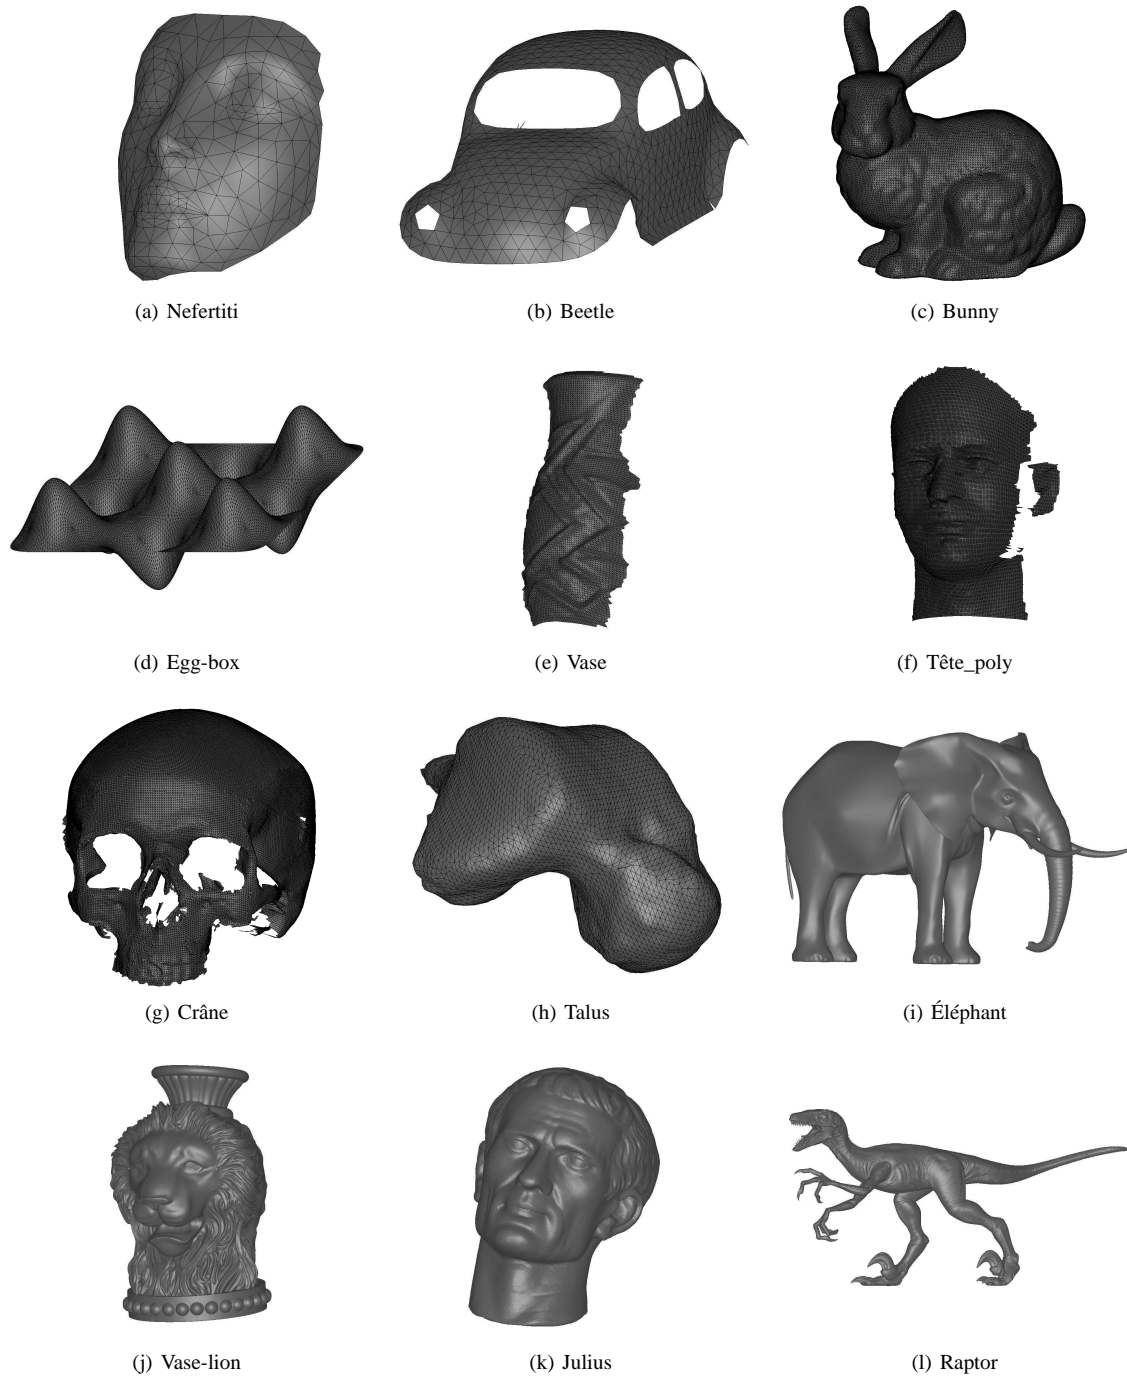 (a) Nefertiti
(b) Beetle
(c) Bunny
(d) Egg-box
(e) Vase
(f) Tête_poly
(g) Crâne
(h) Talus
(i) Éléphant
(j) Vase-lion
(k) Julius
(l) Raptor